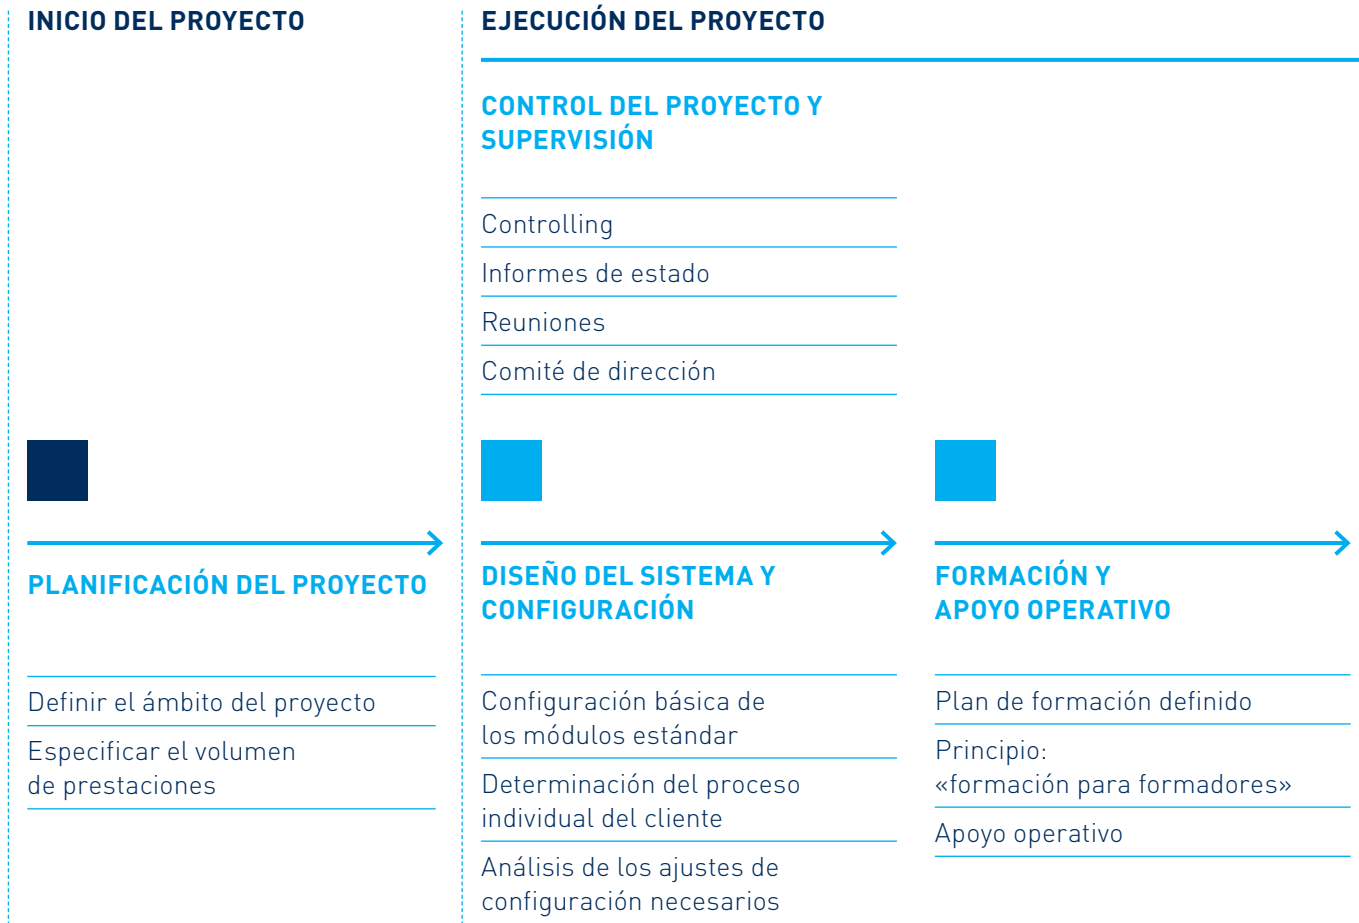 INICIO DEL PROYECTO
EJECUCIÓN DEL PROYECTO
CONTROL DEL PROYECTO Y
SUPERVISIÓN
Controlling
Informes de estado
Reuniones
Comité de dirección
PLANIFICACIÓN DEL PROYECTO
Definir el ámbito del proyecto
Especificar el volumen
de prestaciones
DISEÑO DEL SISTEMA Y
CONFIGURACIÓN
Configuración básica de
los módulos estándar
Determinación del proceso
individual del cliente
Análisis de los ajustes de
configuración necesarios
FORMACIÓN Y
APOYO OPERATIVO
Plan de formación definido
Principio:
«formación para formadores»
Apoyo operativo